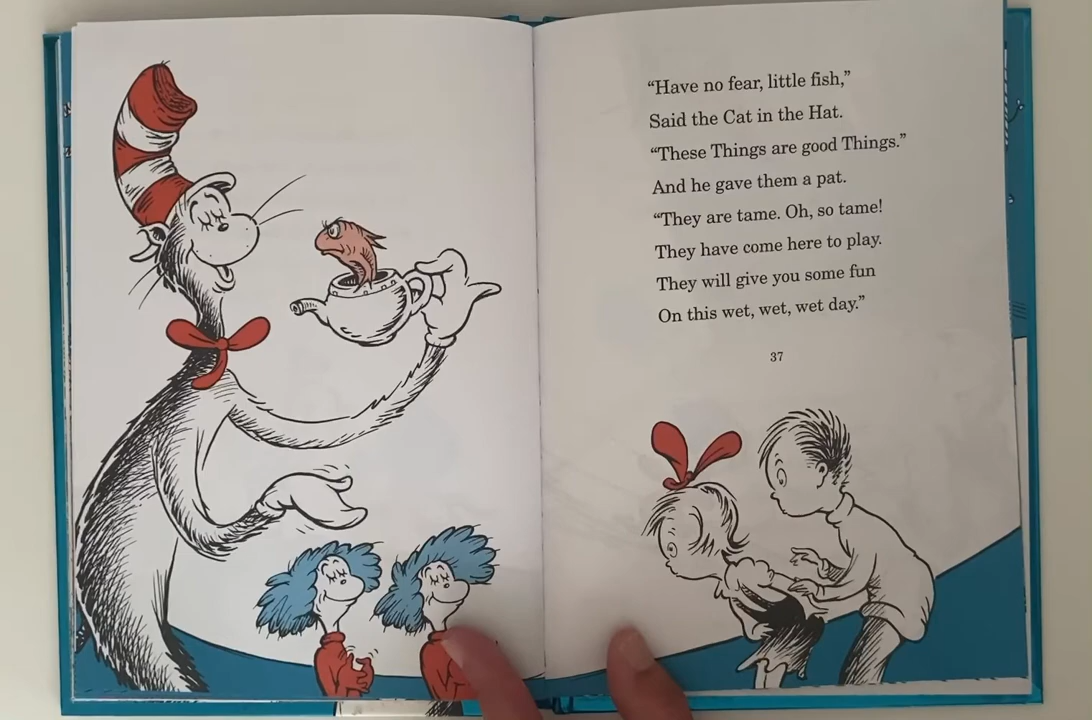 “Have no fear, little fish,”
Said the Cat in the Hat.
“These Things are good Things.”
And he gave them a pat.
“They are tame. Oh, so tame!
They have come here to play.
They will give you some fun
On this wet, wet, wet day.”
37